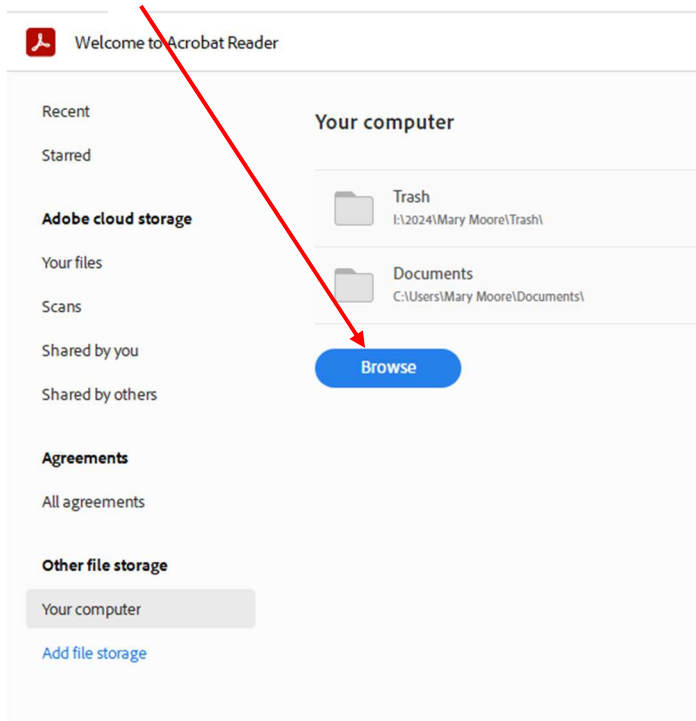 Welcome to Acrobat Reader
Recent
Starred
Adobe cloud storage
Your files
Scans
Shared by you
Shared by others
Agreements
All agreements
Other file storage
Your computer
Add file storage
Your computer
Trash
I:\2024\Mary Moore\Trash\
Documents
C:\Users\Mary Moore\Documents\
Browse